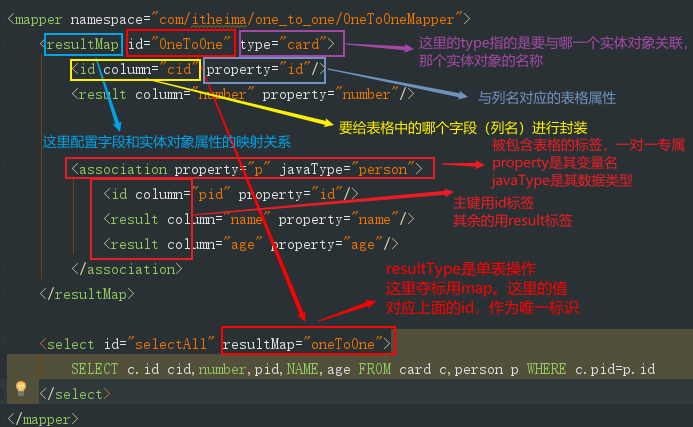 <mapper namespace="com/itheima/one_to_one/OneToOneMapper">
<resultMap id="OneToOne" type="card">
这里的type指的是要与哪一个实体对象关联，
那个实体对象的名称
<id column="cid" property="id"/>
<result column="number" property="number"/>
与列名对应的表格属性
要给表格中的哪个字段（列名）进行封装
这里配置字段和实体对象属性的映射关系
被包含表格的标签，一对一专属
property是其变量名
javaType是其数据类型
<association property="p" javaType="person">
<id column="pid" property="id"/>
<result column="name" property="name"/>
<result column="age" property="age"/>
主键用id标签
其余的用result标签
</association>
</resultMap>
resultType是单表操作
这里夺标用map。这里的值
对应上面的id，作为唯一标识
<select id="selectAll" resultMap="oneToOne">
SELECT c.id cid,number,pid,NAME,age FROM card c,person p WHERE c.pid=p.id
</select>
</mapper>